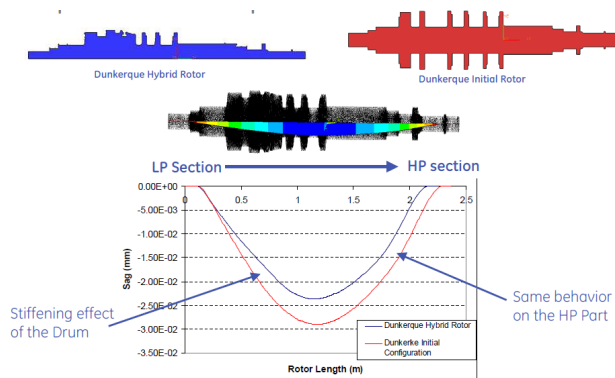 Dunkerque Hybrid Rotor
Dunkerque Initial Rotor
LP Section
HP section
0.00E+00
-5.00E-03
-1.00E-02
-1.50E-02
-2.00E-02
-2.50E-02
-3.00E-02
-3.50E-02
0
0.5
1
1.5
2
2.5
Sag (mm)
Rotor Length (m)
Stiffening effect
of the Drum
Same behavior
on the HP Part
Dunkerque Hybrid Rotor
Dunkerke Initial
Configuration